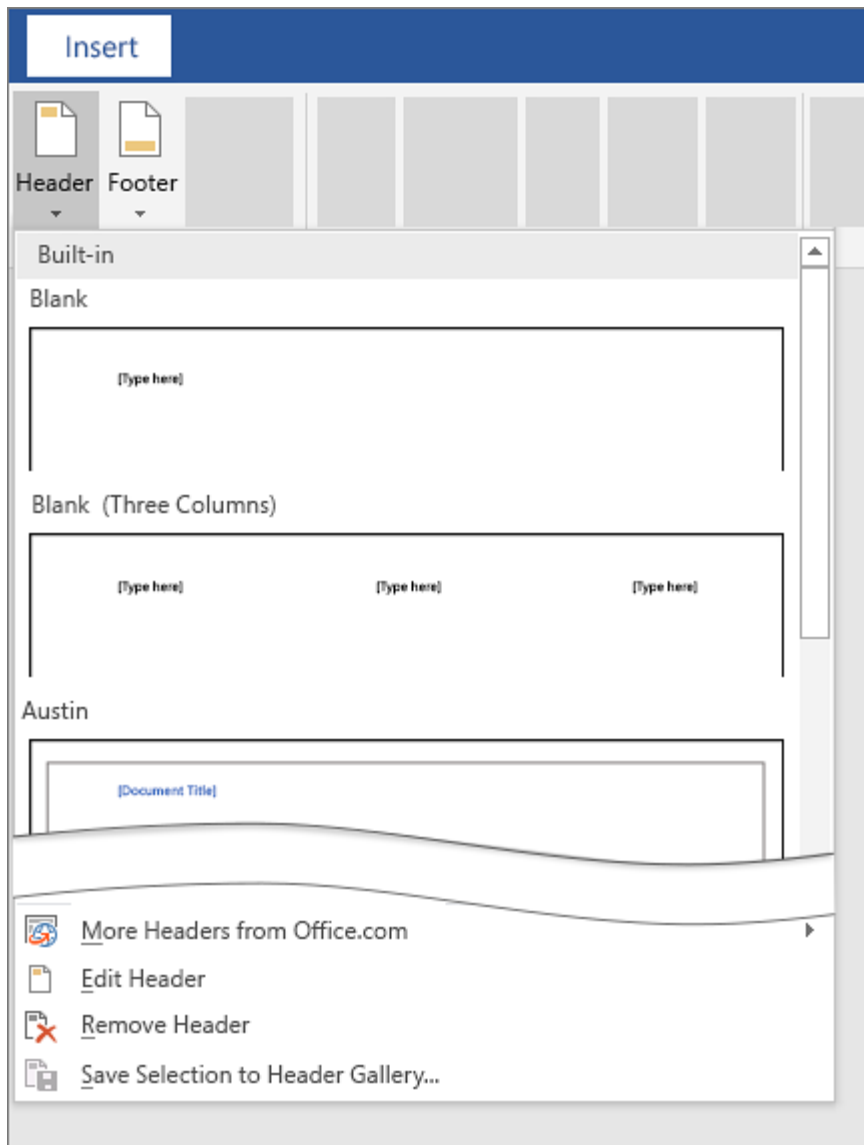 Insert
Header Footer
Built-in
Blank
[Type here]
Blank (Three Columns)
[Type here] [Type here] [Type here]
Austin
[Document Title]
More Headers from Office.com
Edit Header
Remove Header
Save Selection to Header Gallery...